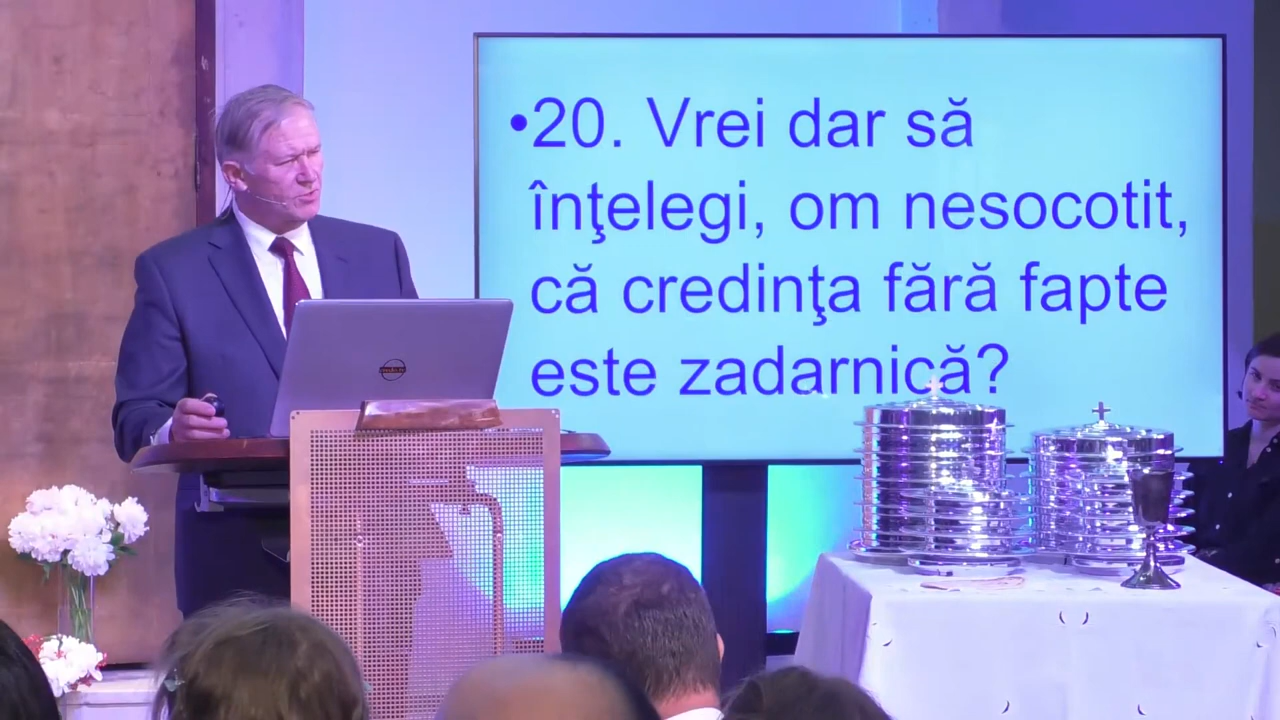 •20. Vrei dar să
înţelegi, om nesocotit,
că credinţa fără fapte
este zadarnică?